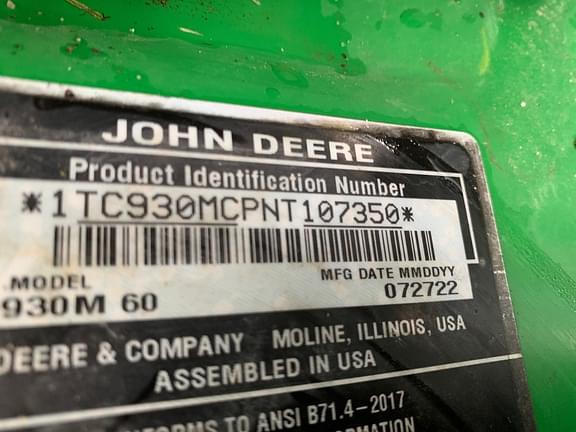 JOHN DEERE
Product Identification Number
*1TC930MCPNT107350*
MODEL
MFG DATE MMDDYY
930M 60
072722
DEERE & COMPANY MOLINE, ILLINOIS, USA
ASSEMBLED IN USA
TO ANSI B71.4-2017